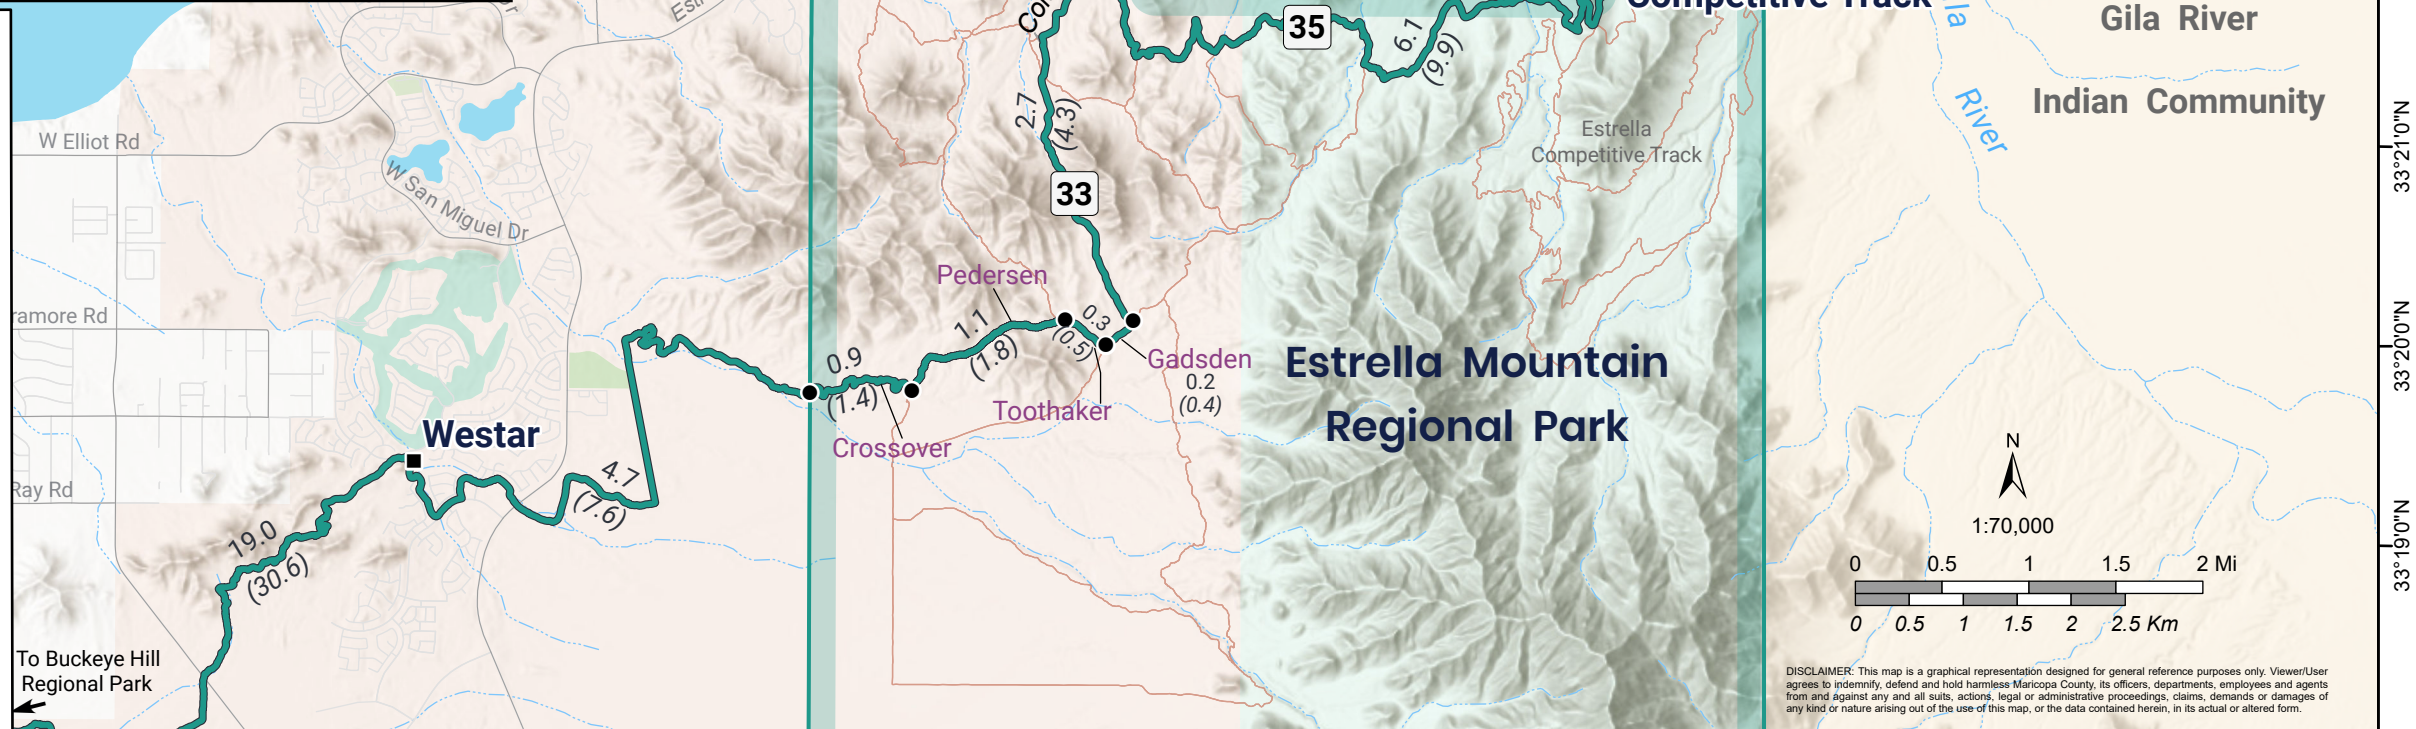 Competitive Track
35
6.1
(9.9)
Gila River
Indian Community
River
33°21'0"N
W Elliot Rd
W San Miguel Dr
2.7
(4.3)
Estrella
Competitive Track
33
Pedersen
ramore Rd
0.3
(0.5)
1.1
(1.8)
0.9
(1.4)
Gadsden
0.2
(0.4)
Toothaker
Crossover
Estrella Mountain
Regional Park
33°20'0"N
Westar
4.7
(7.6)
Ray Rd
19.0
(30.6)
N
1:70,000
0 0.5 1 1.5 2 Mi
0 0.5 1 1.5 2 2.5 Km
33°19'0"N
To Buckeye Hill
Regional Park
DISCLAIMER: This map is a graphical representation designed for general reference purposes only. Viewer/User
agrees to indemnify, defend and hold harmless Maricopa County, its officers, departments, employees and agents
from and against any and all suits, actions, legal or administrative proceedings, claims, demands or damages of
any kind or nature arising out of the use of this map, or the data contained herein, in its actual or altered form.